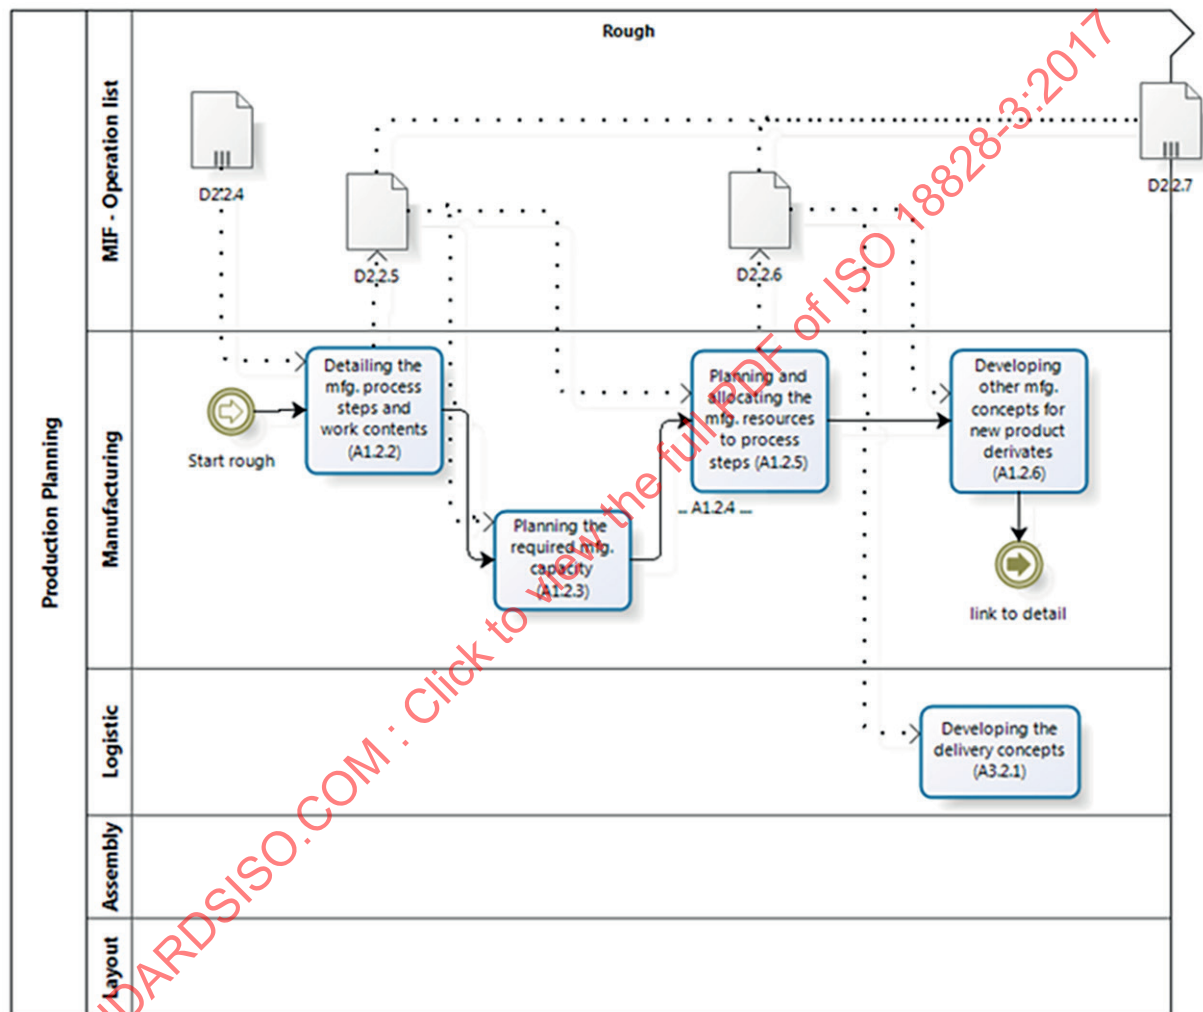 Rough
Production Planning
MIF - Operation list
D2.2.4
D2.2.5
D2.2.6
D2.2.7
Manufacturing
Start rough
Detailing the
mfg. process
steps and
work contents
(A1.2.2)
Planning the
required mfg.
capacity
(A1.2.3)
Planning and
allocating the
mfg. resources
to process
steps (A1.2.5)
A1.2.4
Developing
other mfg.
concepts for
new product
derivates
(A1.2.6)
link to detail
Logistic
Developing the
delivery concepts
(A3.2.1)
Assembly
Layout
NDARDSISO.COM : Click to view the full PDF of ISO 18828-3:2017